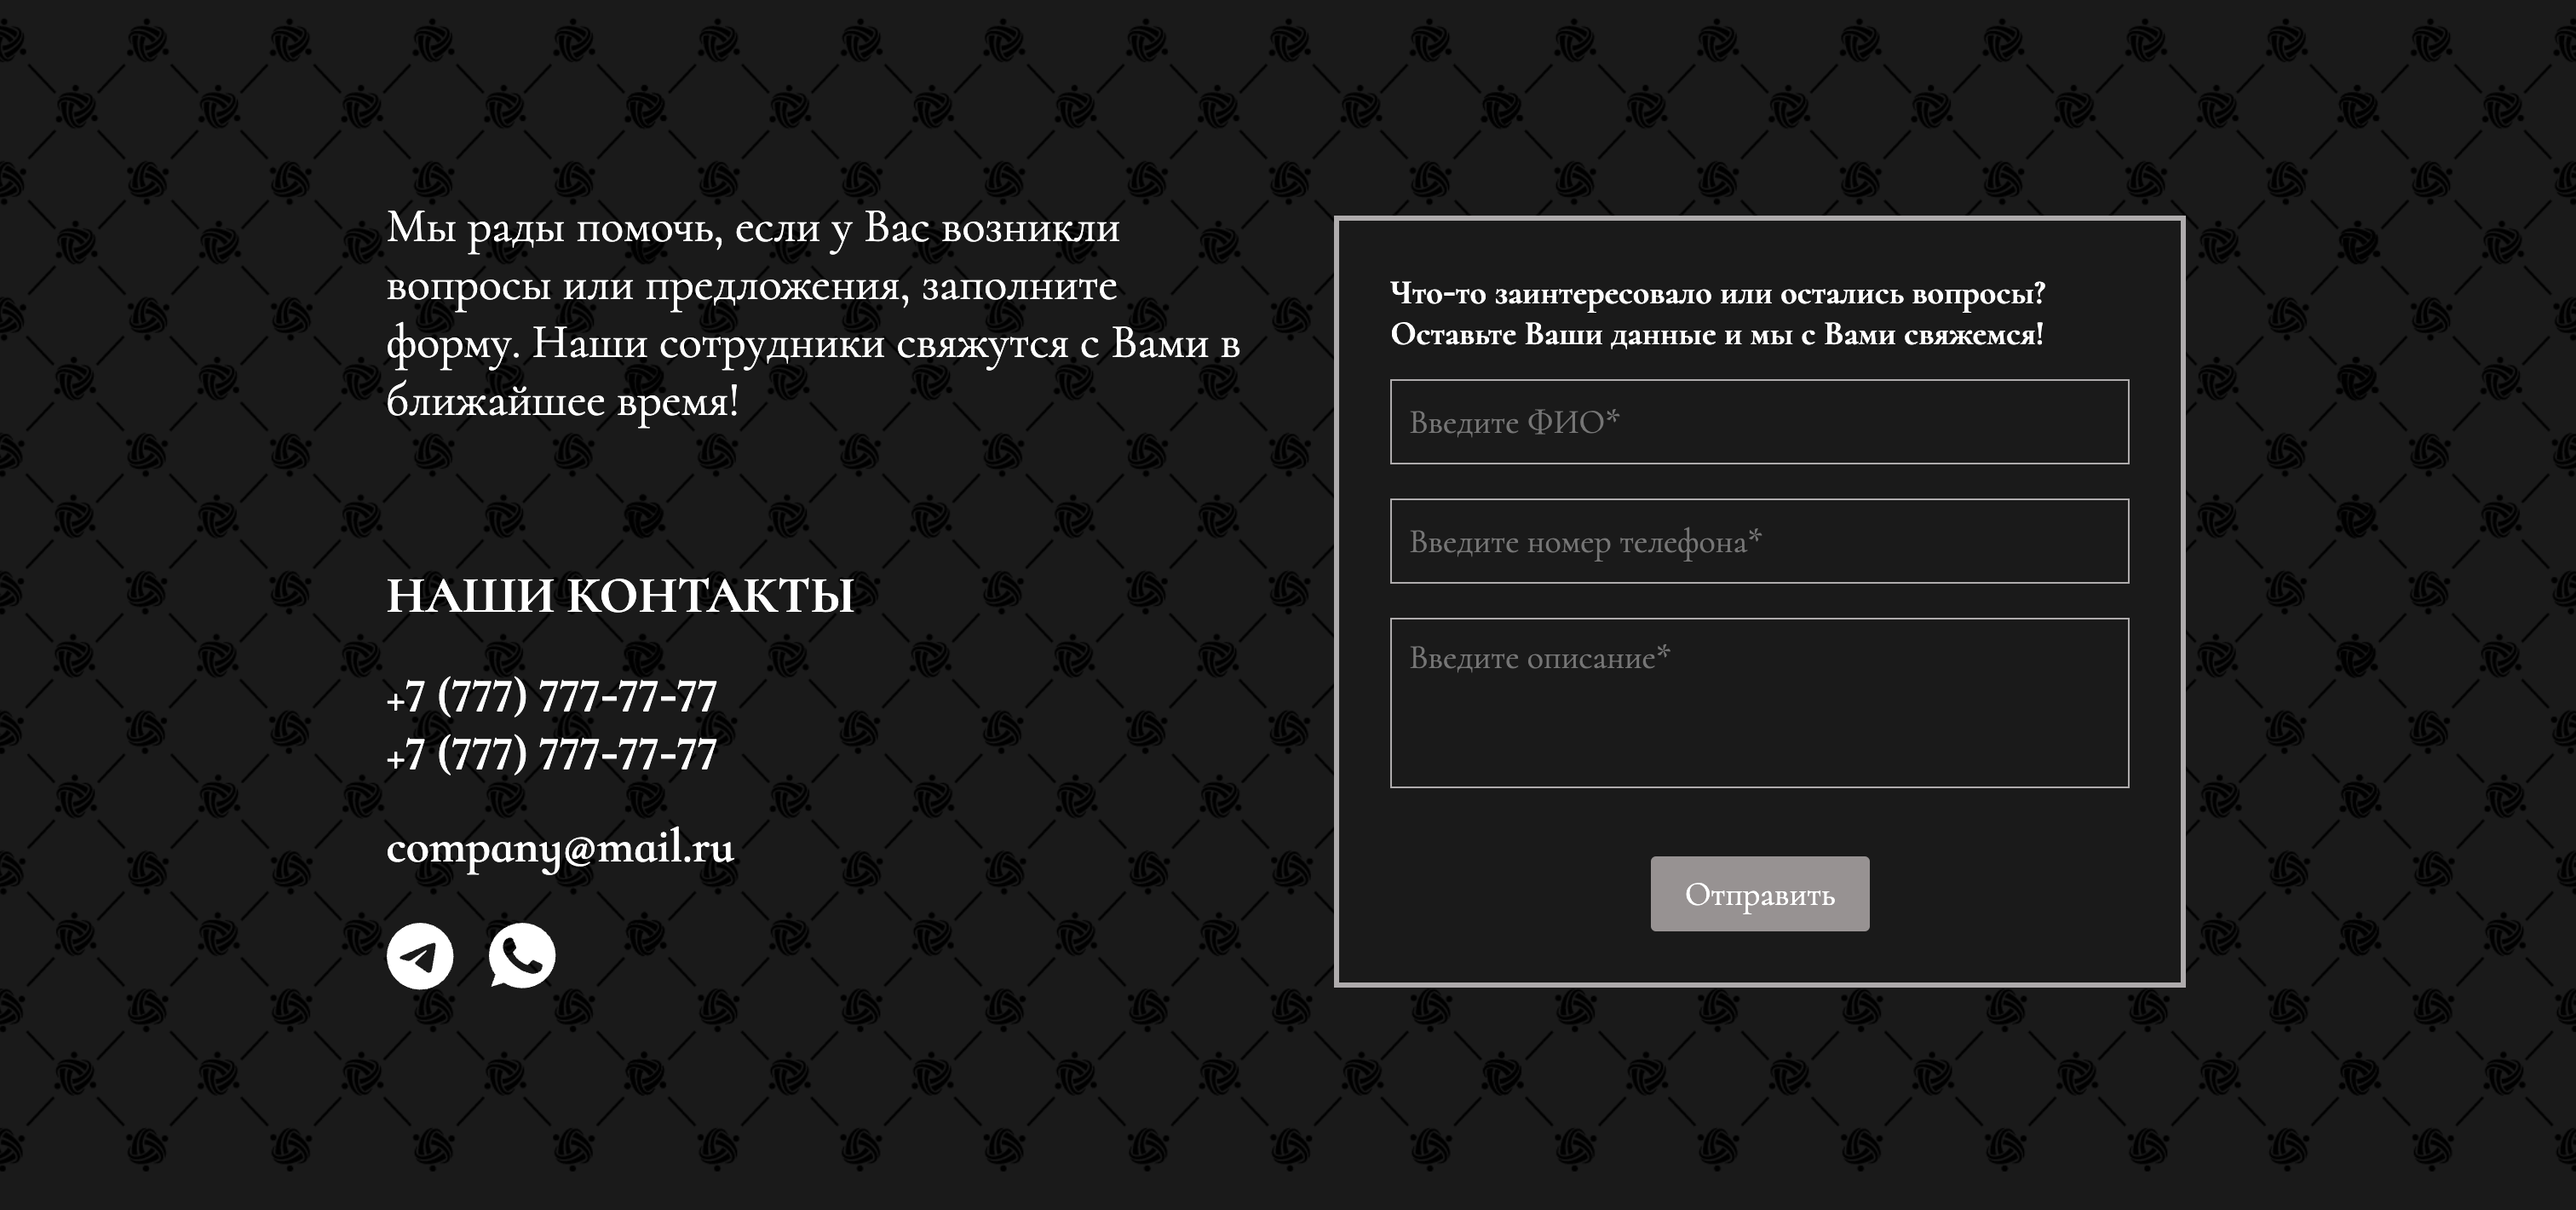 Мы рады помочь, если у Вас возникли
вопросы или предложения, заполните
форму. Наши сотрудники свяжутся с Вами в
ближайшее время!
НАШИ КОНТАКТЫ
+7 (777) 777-77-77
+7 (777) 777-77-77
company@mail.ru
Что-то заинтересовало или остались вопросы?
Оставьте Ваши данные и мы с Вами свяжемся!
Введите ФИО*
Введите номер телефона*
Введите описание*
Отправить